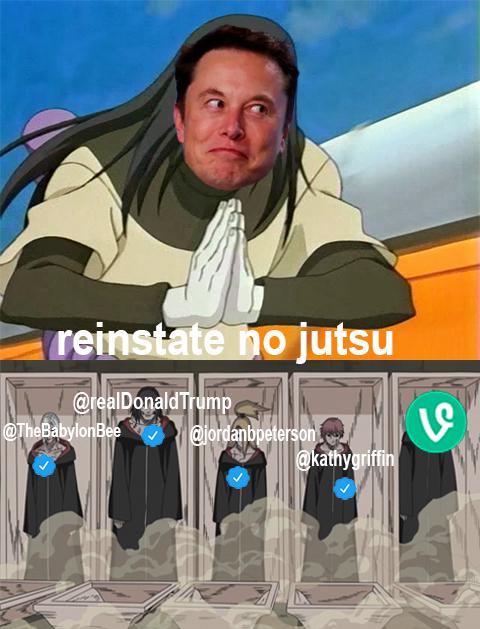 reinstate no jutsu
@realDonaldTrump
@TheBabylonBee
@jordanbpeterson
@kathygriffin